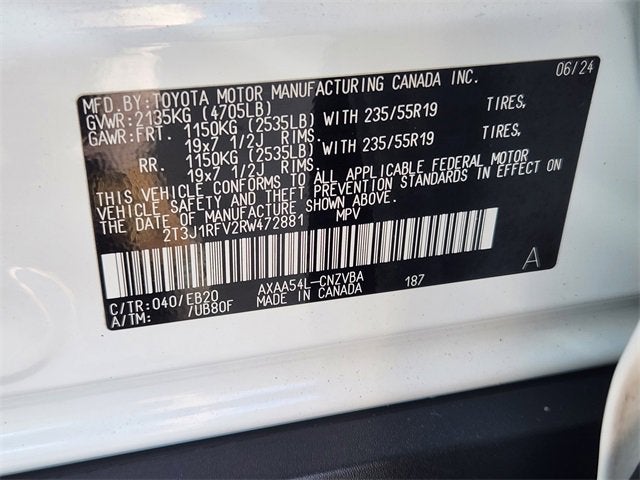 MFD.BY:TOYOTA MOTOR MANUFACTURING CANADA INC. 06/24
GVWR:2135KG (4705LB)
GAWR:FRT. 1150KG (2535LB) WITH 235/55R19 TIRES,
19x7 1/2J RIMS.
RR. 1150KG (2535LB) WITH 235/55R19 TIRES,
19x7 1/2J RIMS.
THIS VEHICLE CONFORMS TO ALL APPLICABLE FEDERAL MOTOR
VEHICLE SAFETY AND THEFT PREVENTION STANDARDS IN EFFECT ON
THE DATE OF MANUFACTURE SHOWN ABOVE.
2T3J1RFV2RW472881 MPV
A
C/TR:040/EB20 AXAA54L-CNZVBA 187
A/TM: /UB80F MADE IN CANADA